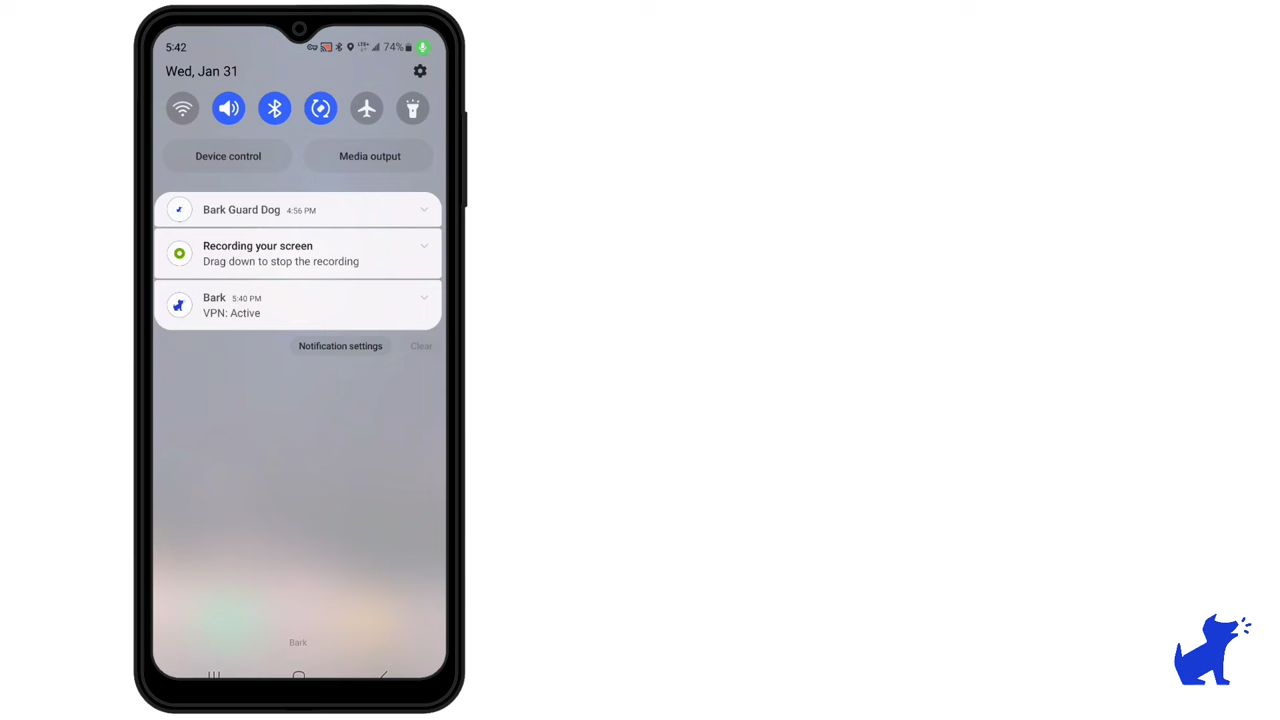 5:42
LTE+ 74%
Wed, Jan 31
Device control
Media output
Bark Guard Dog 4:56 PM
Recording your screen
Drag down to stop the recording
Bark 5:40 PM
VPN: Active
Notification settings
Clear
Bark